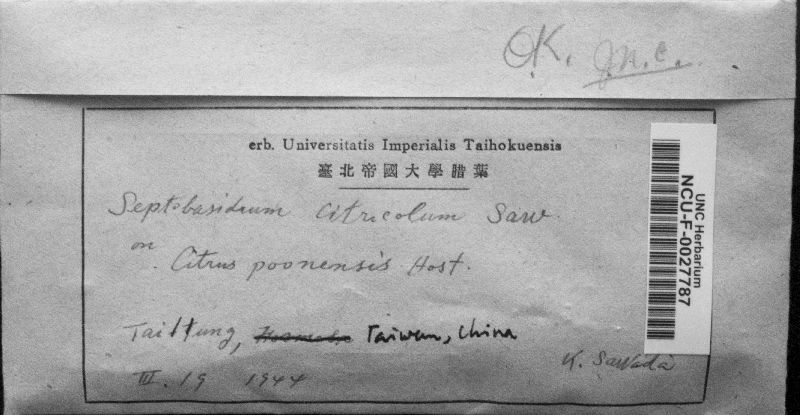 OK. J.N.C.
erb. Universitatis Imperialis Taihokuensis
臺北帝國大學腊葉
Septobasidium citricolum Saw.
on
Citrus poonensis Host.
Taittung, Taiwan, China
III. 19 1944
K. Sawada
UNC Herbarium
NCU-F-0027787